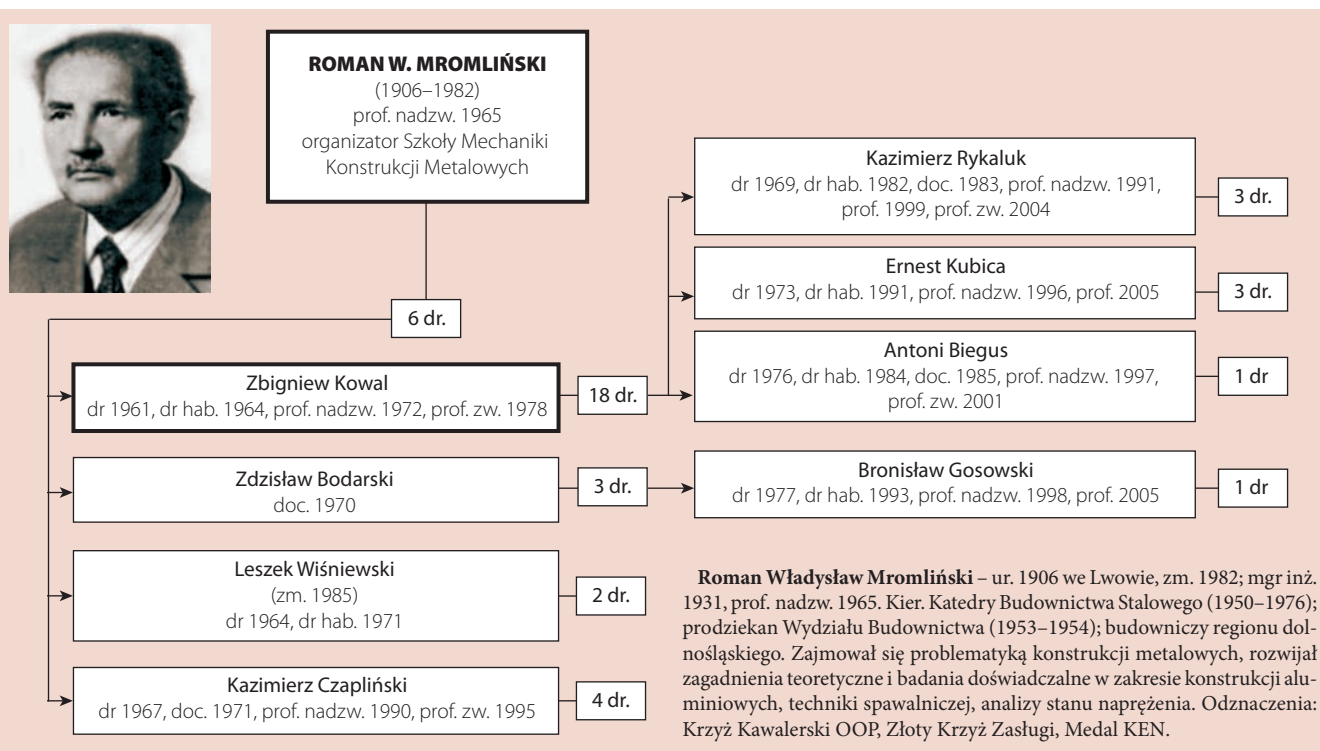 ROMAN W. MROMLIŃSKI
(1906–1982)
prof. nadzw. 1965
organizator Szkoły Mechaniki
Konstrukcji Metalowych
6 dr.
Zbigniew Kowal
dr 1961, dr hab. 1964, prof. nadzw. 1972, prof. zw. 1978
18 dr.
Kazimierz Rykaluk
dr 1969, dr hab. 1982, doc. 1983, prof. nadzw. 1991,
prof. 1999, prof. zw. 2004
3 dr.
Ernest Kubica
dr 1973, dr hab. 1991, prof. nadzw. 1996, prof. 2005
3 dr.
Antoni Biegus
dr 1976, dr hab. 1984, doc. 1985, prof. nadzw. 1997,
prof. zw. 2001
1 dr
Zdzisław Bodarski
doc. 1970
3 dr.
Bronisław Gosowski
dr 1977, dr hab. 1993, prof. nadzw. 1998, prof. 2005
1 dr
Leszek Wiśniewski
(zm. 1985)
dr 1964, dr hab. 1971
2 dr.
Kazimierz Czapliński
dr 1967, doc. 1971, prof. nadzw. 1990, prof. zw. 1995
4 dr.
Roman Władysław Mromliński – ur. 1906 we Lwowie, zm. 1982; mgr inż.
1931, prof. nadzw. 1965. Kier. Katedry Budownictwa Stalowego (1950–1976);
prodziekan Wydziału Budownictwa (1953–1954); budowniczy regionu dol-
nośląskiego. Zajmował się problematyką konstrukcji metalowych, rozwijał
zagadnienia teoretyczne i badania doświadczalne w zakresie konstrukcji alu-
miniowych, techniki spawalniczej, analizy stanu naprężenia. Odznaczenia:
Krzyż Kawalerski OOP, Złoty Krzyż Zasługi, Medal KEN.